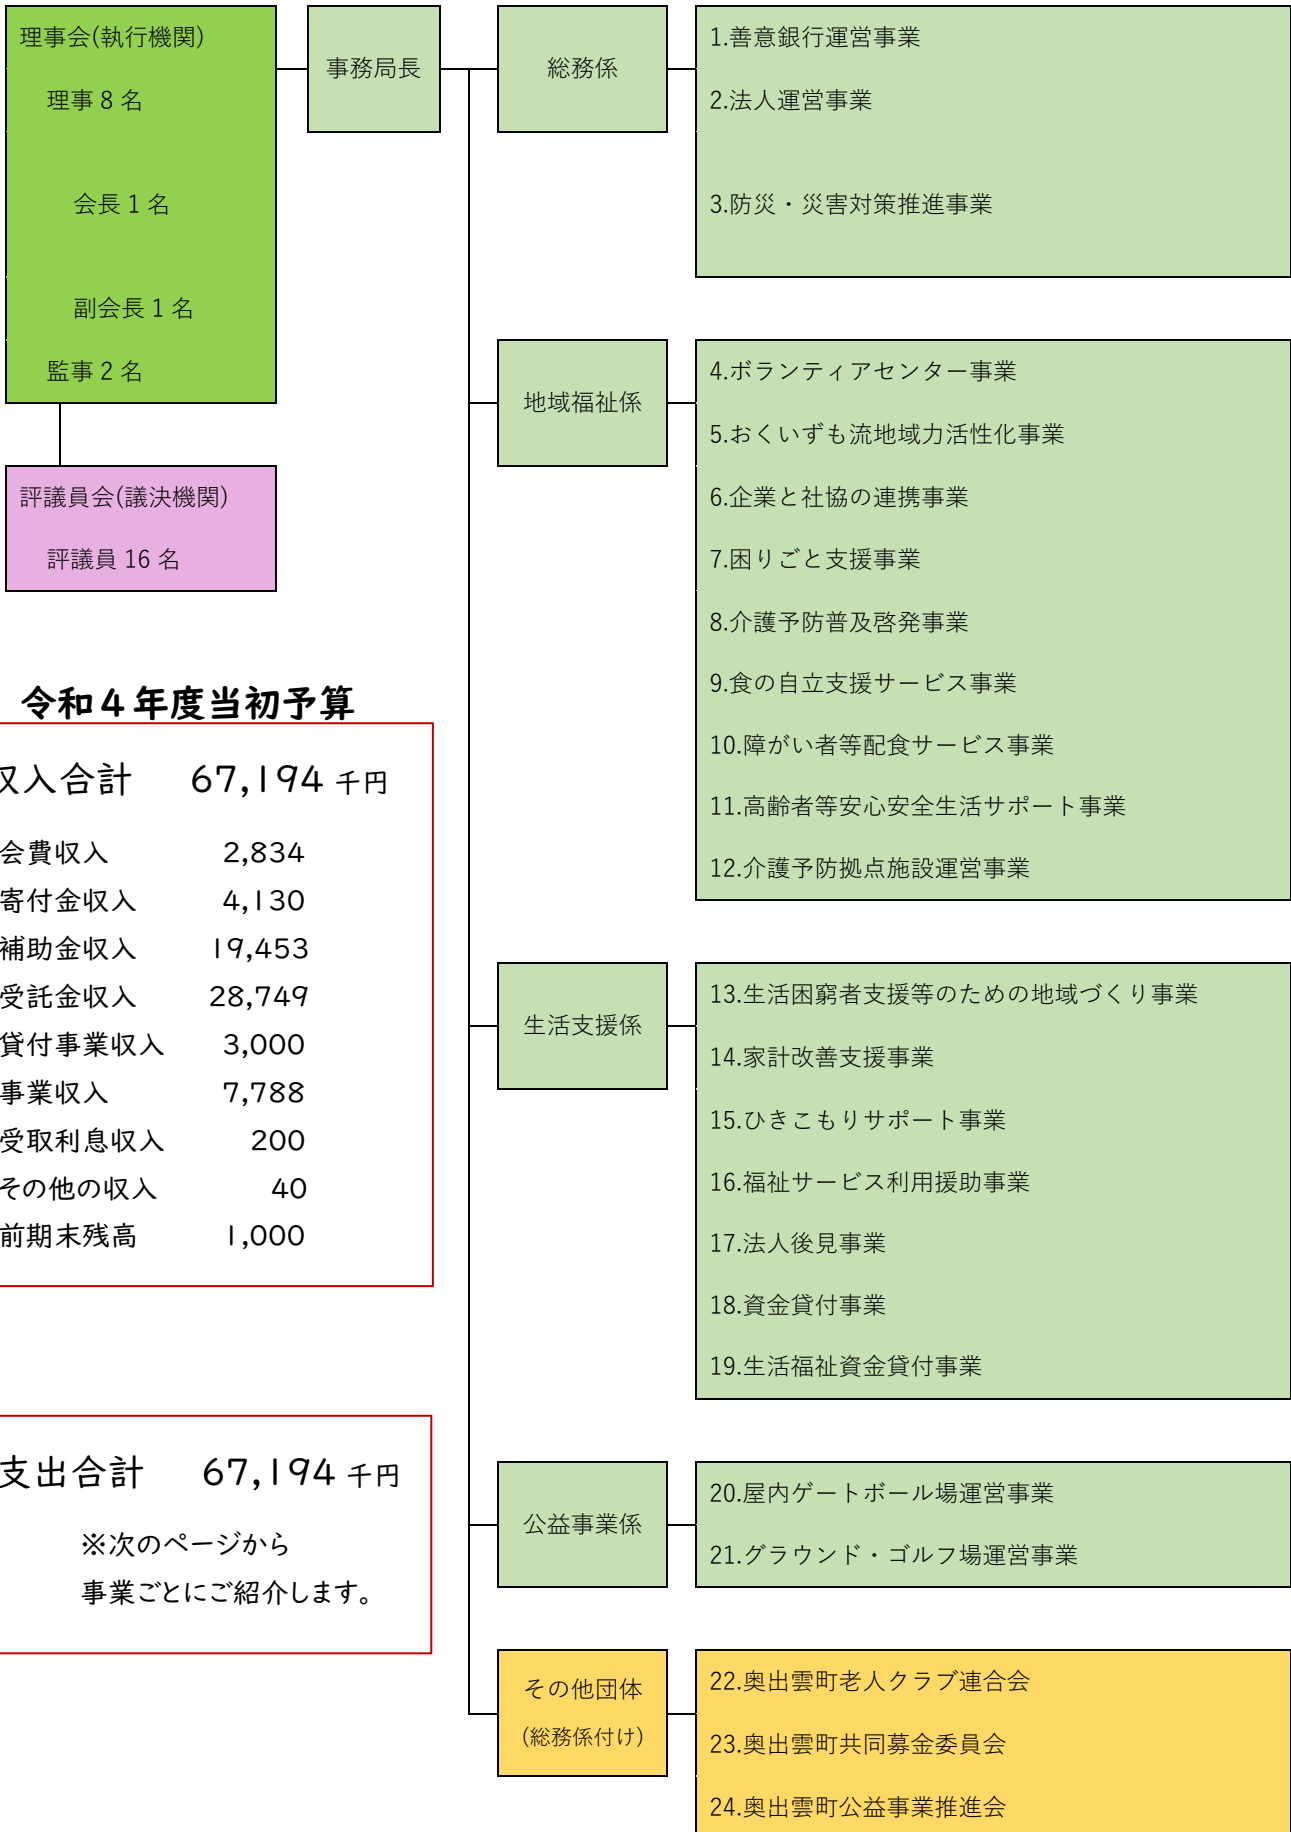 理事会(執行機関)
理事 8 名
会長 1 名
副会長 1 名
監事 2 名
評議員会(議決機関)
評議員 16 名
事務局長
総務係
1.善意銀行運営事業
2.法人運営事業
3.防災・災害対策推進事業
地域福祉係
4.ボランティアセンター事業
5.おくいずも流地域力活性化事業
6.企業と社協の連携事業
7.困りごと支援事業
8.介護予防普及啓発事業
9.食の自立支援サービス事業
10.障がい者等配食サービス事業
11.高齢者等安心安全生活サポート事業
12.介護予防拠点施設運営事業
生活支援係
13.生活困窮者支援等のための地域づくり事業
14.家計改善支援事業
15.ひきこもりサポート事業
16.福祉サービス利用援助事業
17.法人後見事業
18.資金貸付事業
19.生活福祉資金貸付事業
公益事業係
20.屋内ゲートボール場運営事業
21.グラウンド・ゴルフ場運営事業
その他団体
(総務係付け)
22.奥出雲町老人クラブ連合会
23.奥出雲町共同募金委員会
24.奥出雲町公益事業推進会
令和４年度当初予算
収入合計 67,194 千円
会費収入 2,834
寄付金収入 4,130
補助金収入 19,453
受託金収入 28,749
貸付事業収入 3,000
事業収入 7,788
受取利息収入 200
その他の収入 40
前期末残高 1,000
支出合計 67,194 千円
※次のページから
事業ごとにご紹介します。